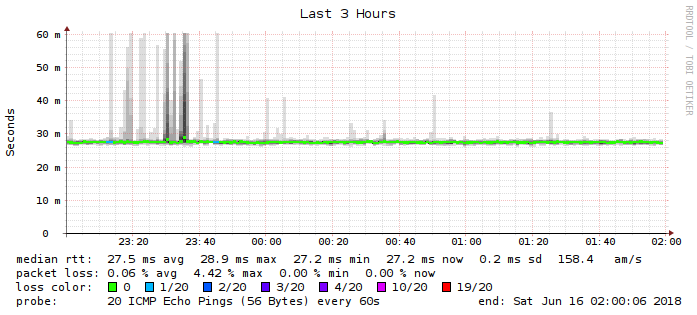 Last 3 Hours
RRDTOOL / TOBI OETIKER
Seconds
60 m
50 m
40 m
30 m
20 m
10 m
0
23:20 23:40 00:00 00:20 00:40 01:00 01:20 01:40 02:00
median rtt: 27.5 ms avg 28.9 ms max 27.2 ms min 27.2 ms now 0.2 ms sd 158.4 am/s
packet loss: 0.06 % avg 4.42 % max 0.00 % min 0.00 % now
loss color: 0 1/20 2/20 3/20 4/20 10/20 19/20
probe: 20 ICMP Echo Pings (56 Bytes) every 60s end: Sat Jun 16 02:00:06 2018